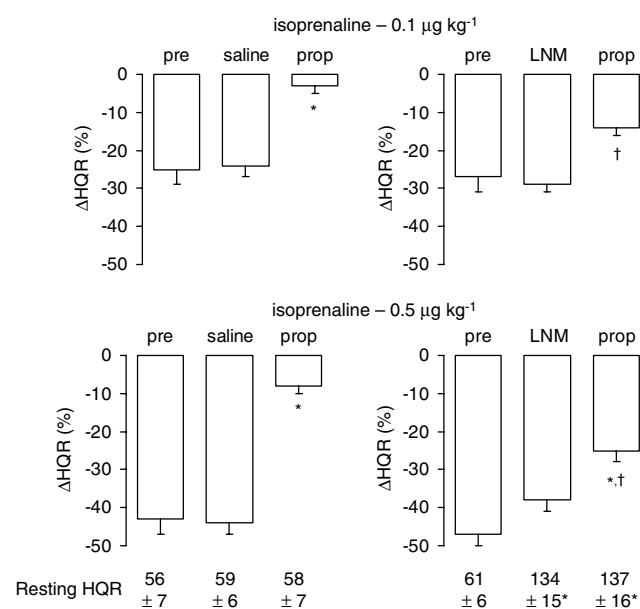 isoprenaline – 0.1 μg kg-1
pre saline prop pre LNM prop
0 0
-10 -10
* †
-20 -20
-30 -30
-40 -40
-50 -50
ΔHQR (%) ΔHQR (%)
isoprenaline – 0.5 μg kg-1
pre saline prop pre LNM prop
0 0
-10 -10
*
-20 -20
-30 -30
*,†
-40 -40
-50 -50
ΔHQR (%) ΔHQR (%)
56 59 58 61 134 137
Resting HQR
± 7 ± 6 ± 7 ± 6 ± 15* ± 16*